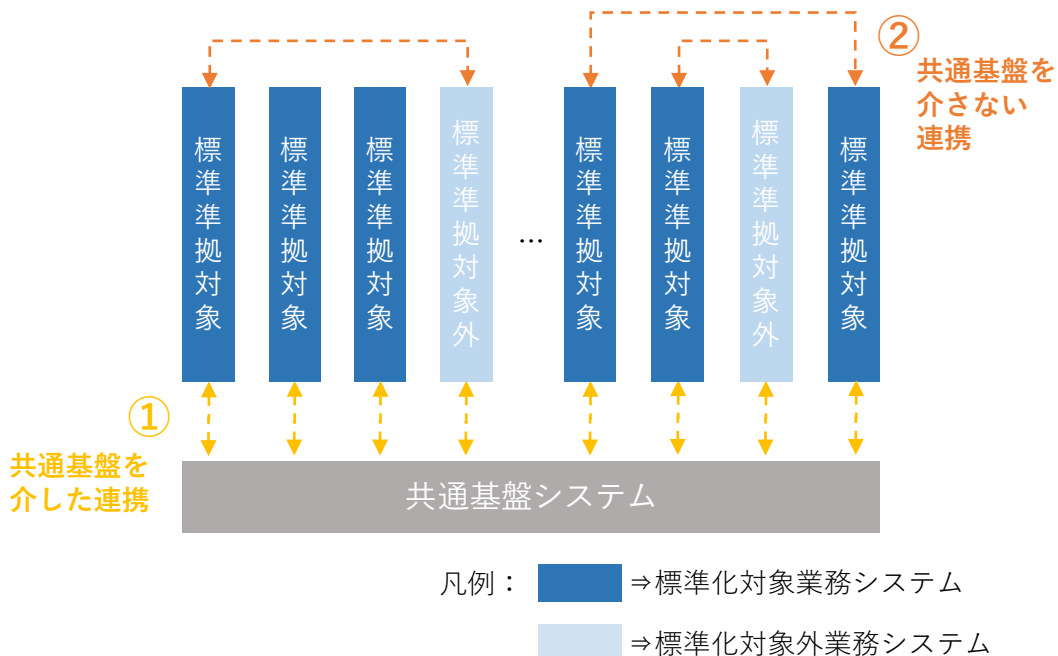 ②
共通基盤を
介さない
連携
標準準拠対象
標準準拠対象
標準準拠対象
標準準拠対象外
…
標準準拠対象
標準準拠対象
標準準拠対象外
標準準拠対象
①
共通基盤を
介した連携
共通基盤システム
凡例：
⇒標準化対象業務システム
⇒標準化対象外業務システム